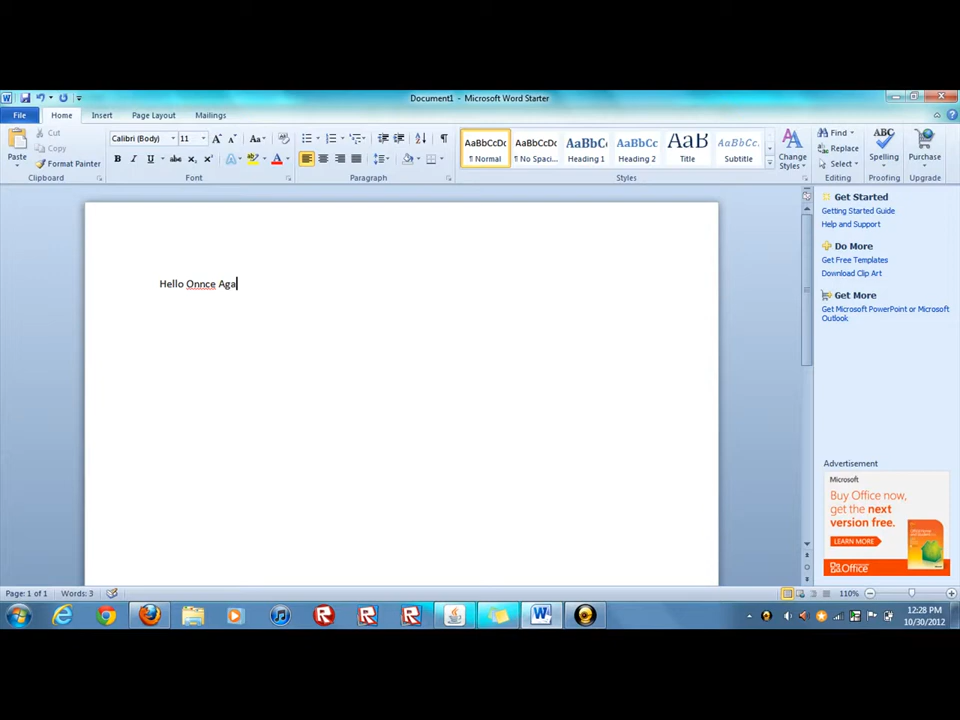 Document1 - Microsoft Word Starter
File Home Insert Page Layout Mailings
Paste
Cut
Copy
Format Painter
Clipboard
Calibri (Body) 11
Font
Paragraph
AaBbCcDc
¶ Normal
AaBbCcDc
¶ No Spaci...
AaBbCc
Heading 1
AaBbCc
Heading 2
AaB
Title
AaBbCc.
Subtitle
Change Styles
Styles
Find
Replace
Select
Editing
ABC
Spelling
Proofing
Purchase
Upgrade
Hello Onnce Aga
Get Started
Getting Started Guide
Help and Support
Do More
Get Free Templates
Download Clip Art
Get More
Get Microsoft PowerPoint or Microsoft
Outlook
Advertisement
Microsoft
Buy Office now,
get the next
version free.
LEARN MORE
Office
Page: 1 of 1 Words: 3
110%
12:28 PM
10/30/2012